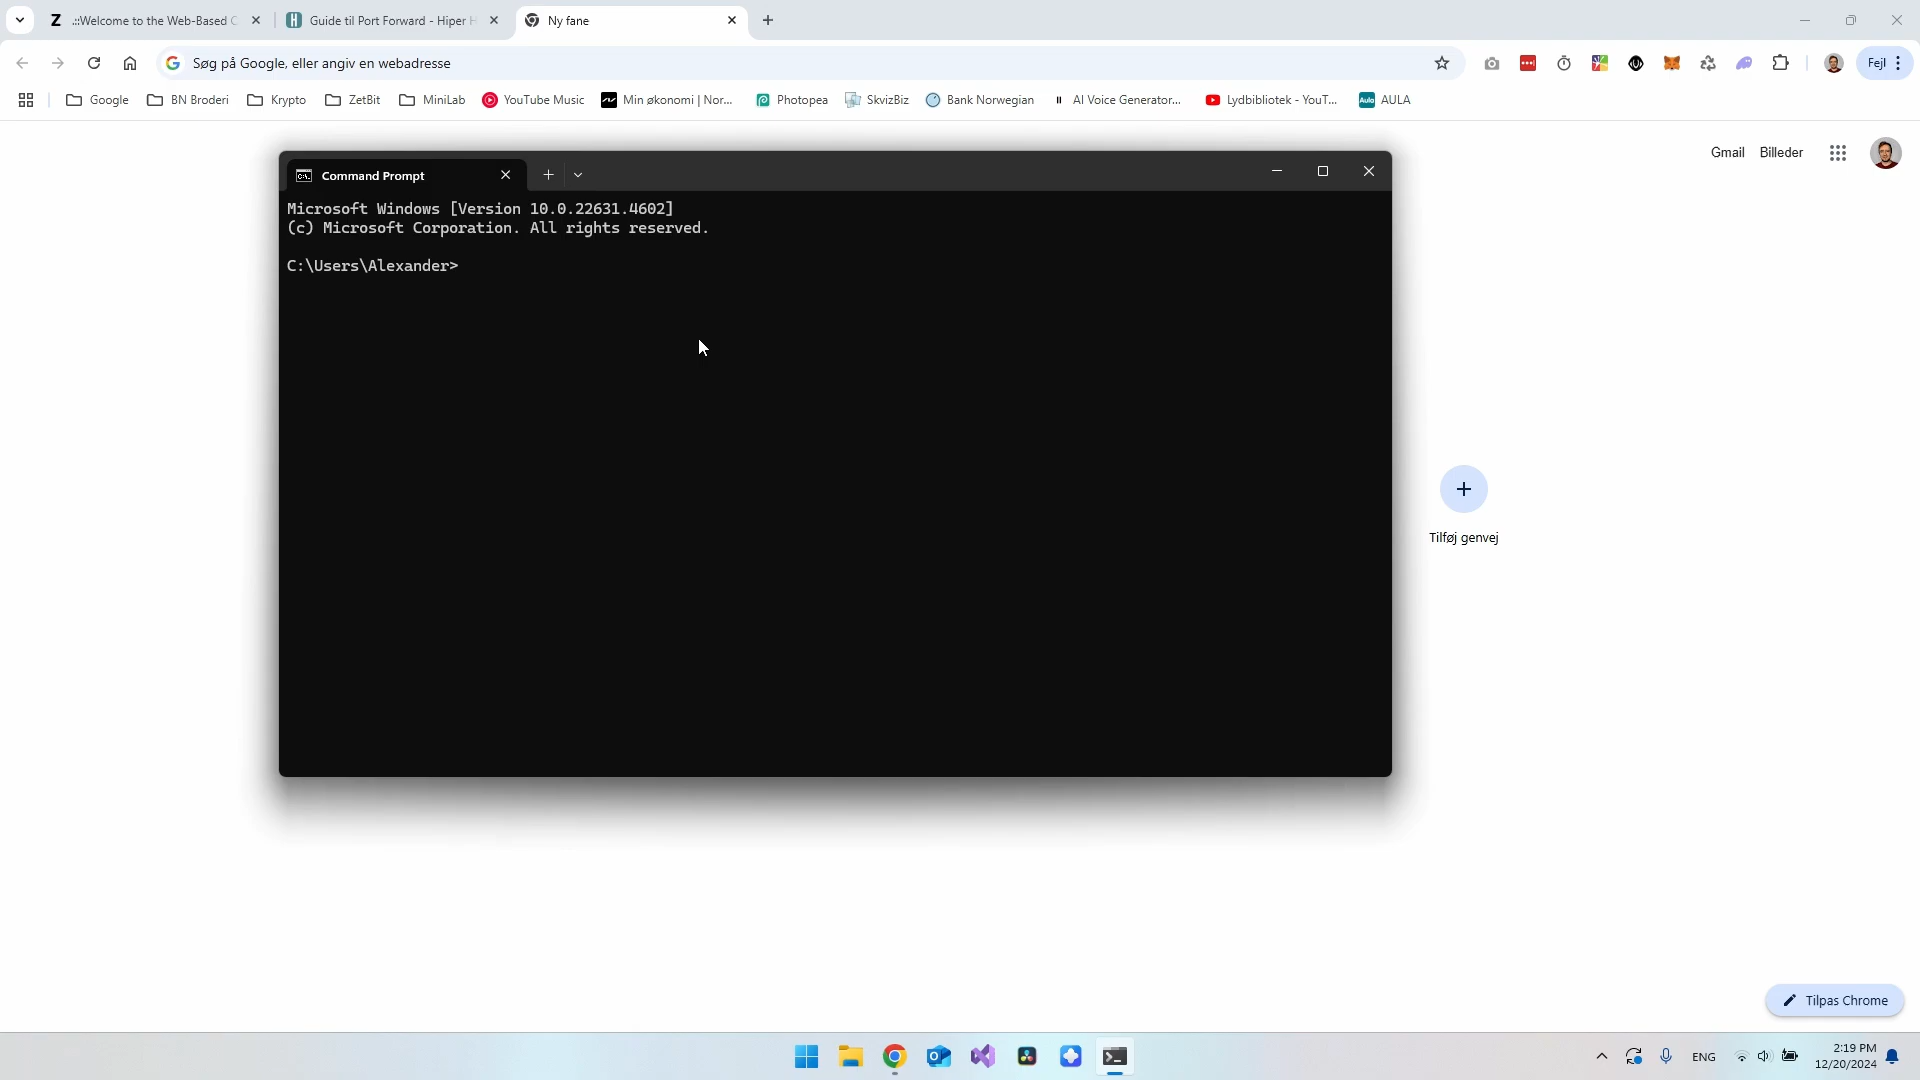 .::Welcome to the Web-Based C
Guide til Port Forward - Hiper H
Ny fane
Søg på Google, eller angiv en webadresse
Fejl
Google
BN Broderi
Krypto
ZetBit
MiniLab
YouTube Music
Min økonomi | Nor...
Photopea
SkvizBiz
Bank Norwegian
AI Voice Generator...
Lydbibliotek - YouT...
AULA
Gmail
Billeder
Command Prompt
Microsoft Windows [Version 10.0.22631.4602]
(c) Microsoft Corporation. All rights reserved.
C:\Users\Alexander>
Tilføj genvej
Tilpas Chrome
ENG
2:19 PM
12/20/2024